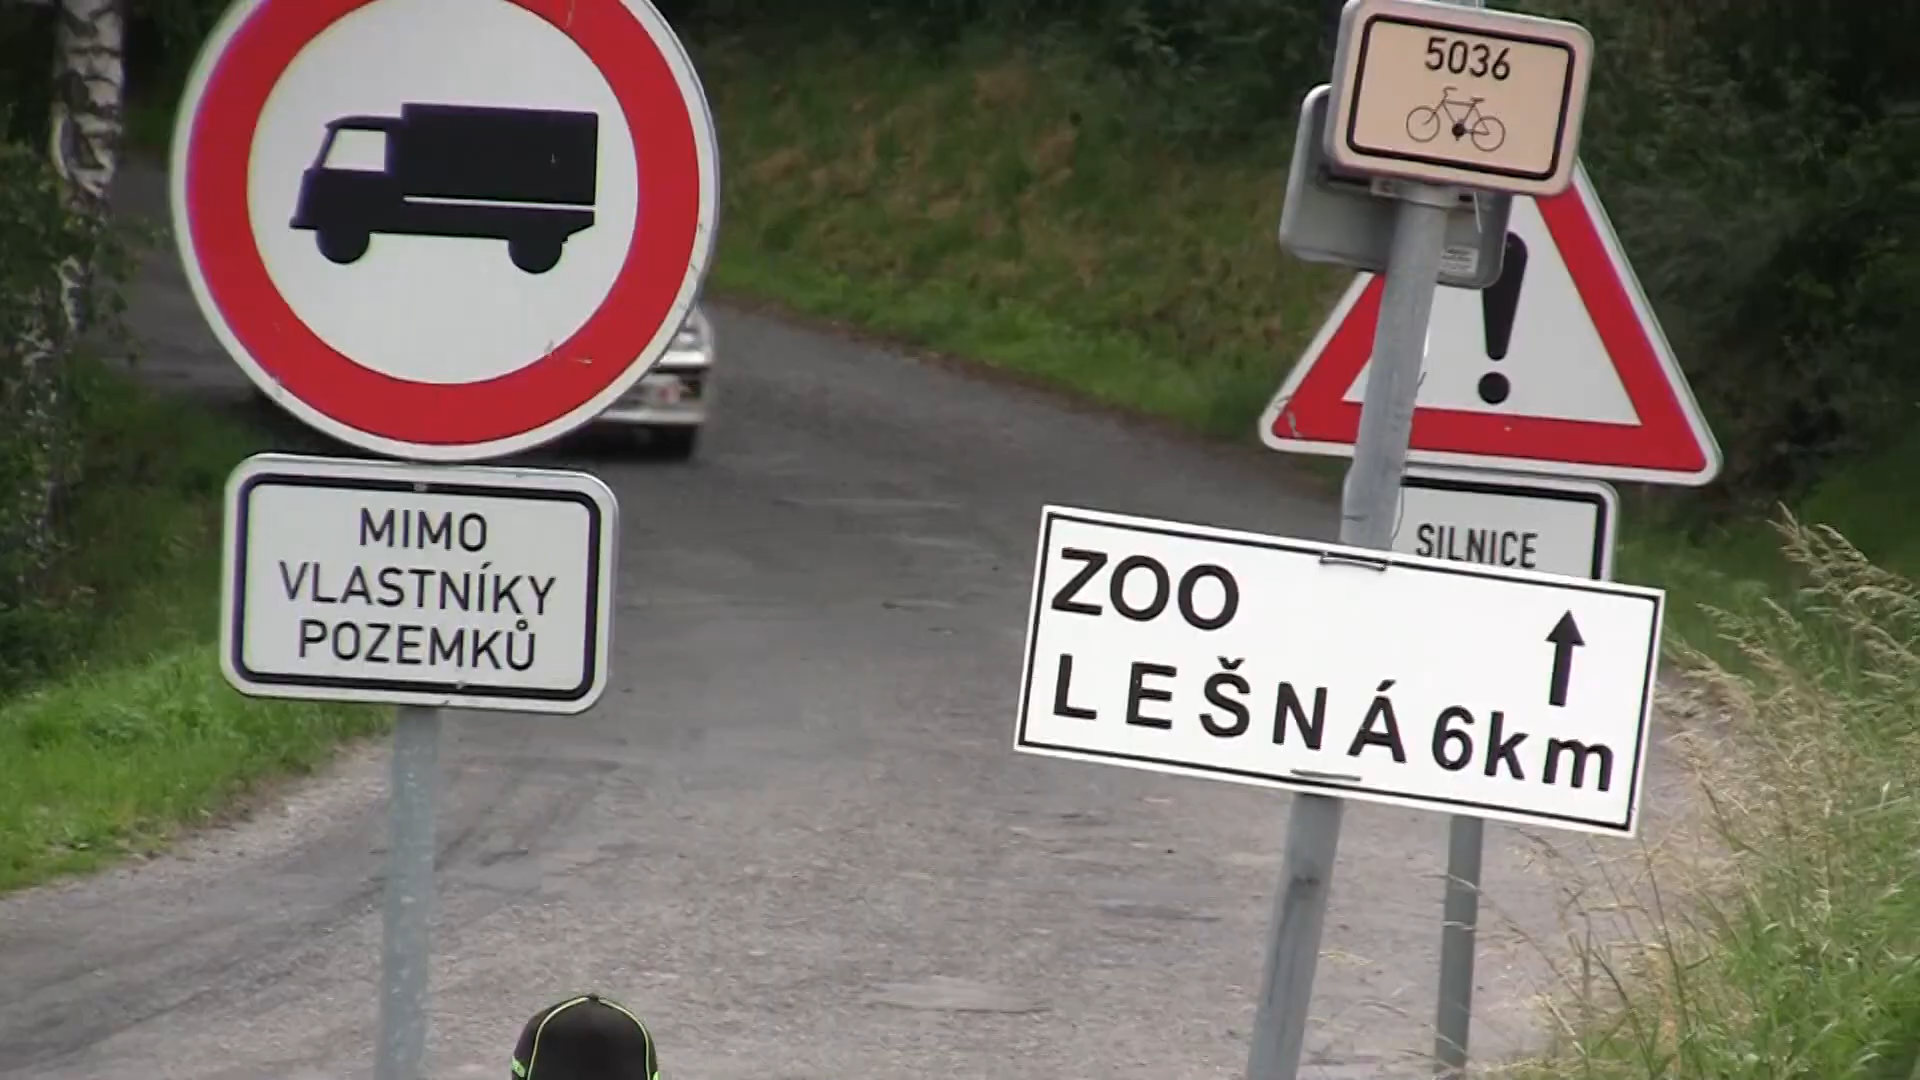 MIMO
VLASTNÍKY
POZEMKŮ
5036
SILNICE
ZOO
LEŠNÁ 6km